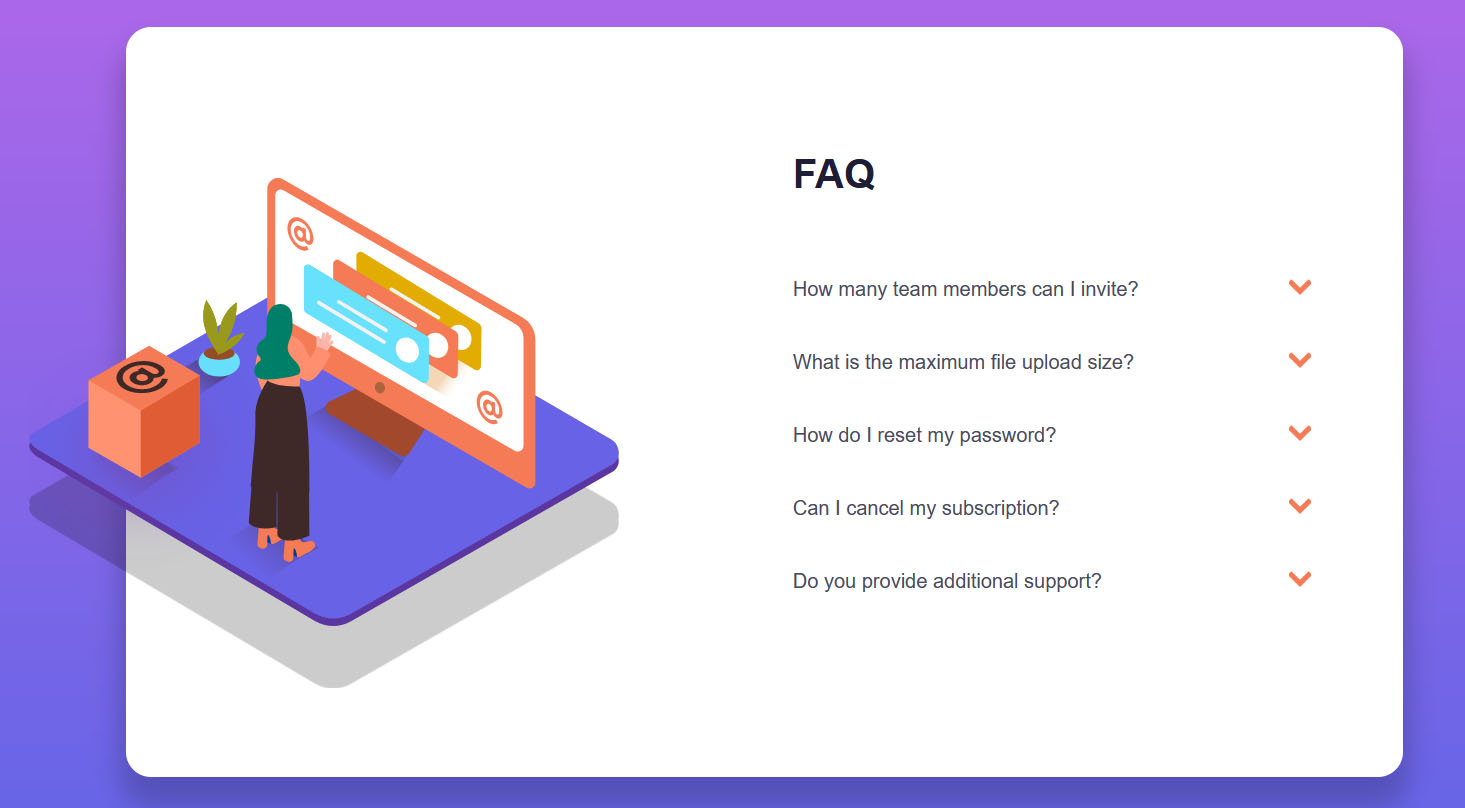 @
@
@
FAQ
How many team members can I invite?
What is the maximum file upload size?
How do I reset my password?
Can I cancel my subscription?
Do you provide additional support?